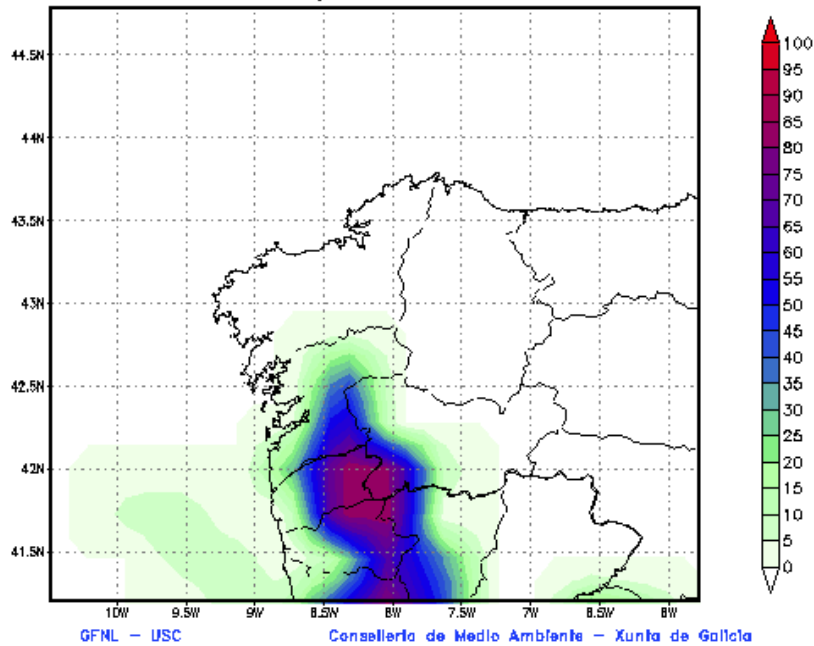 44.5N
44N
43.5N
43N
42.5N
42N
41.5N
10W 9.5W 9W 8.5W 8W 7.5W 7W 6.5W 6W
100
95
90
85
80
75
70
65
60
55
50
45
40
35
30
25
20
15
10
5
0
GFNL – USC Conselleria de Medio Ambiente – Xunta de Galicia